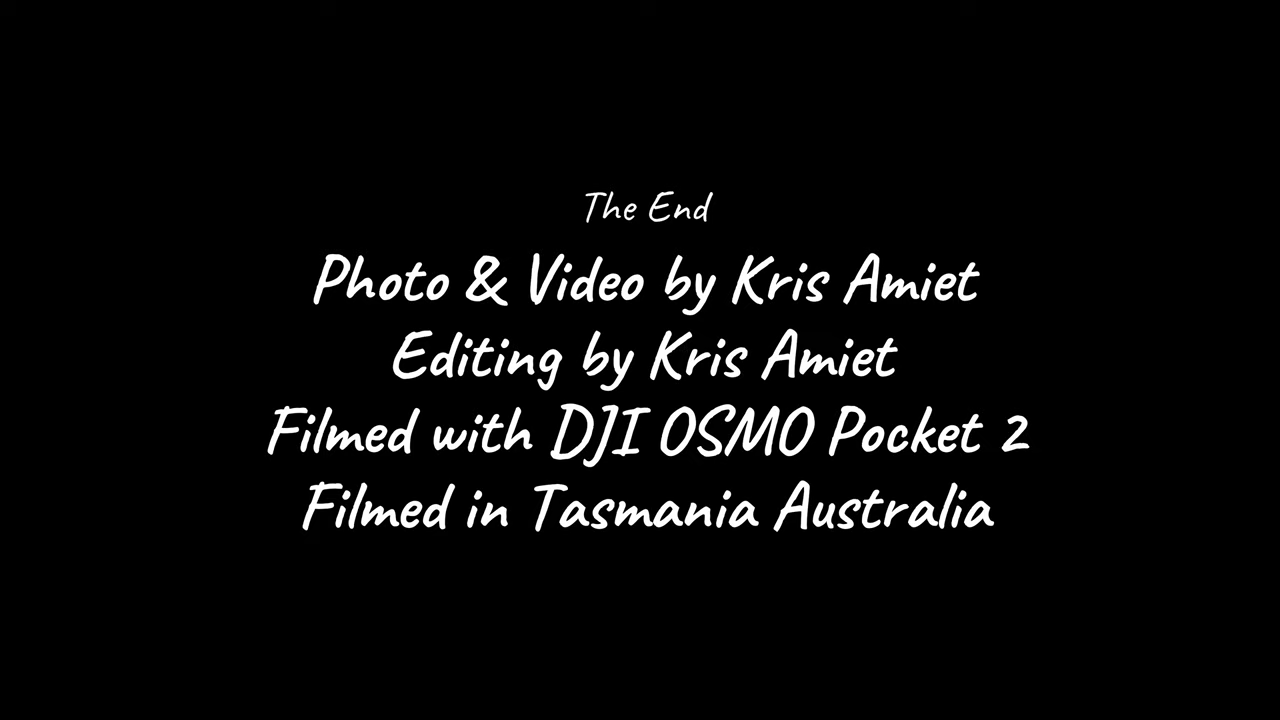 The End
Photo & Video by Kris Amiet
Editing by Kris Amiet
Filmed with DJI OSMO Pocket 2
Filmed in Tasmania Australia